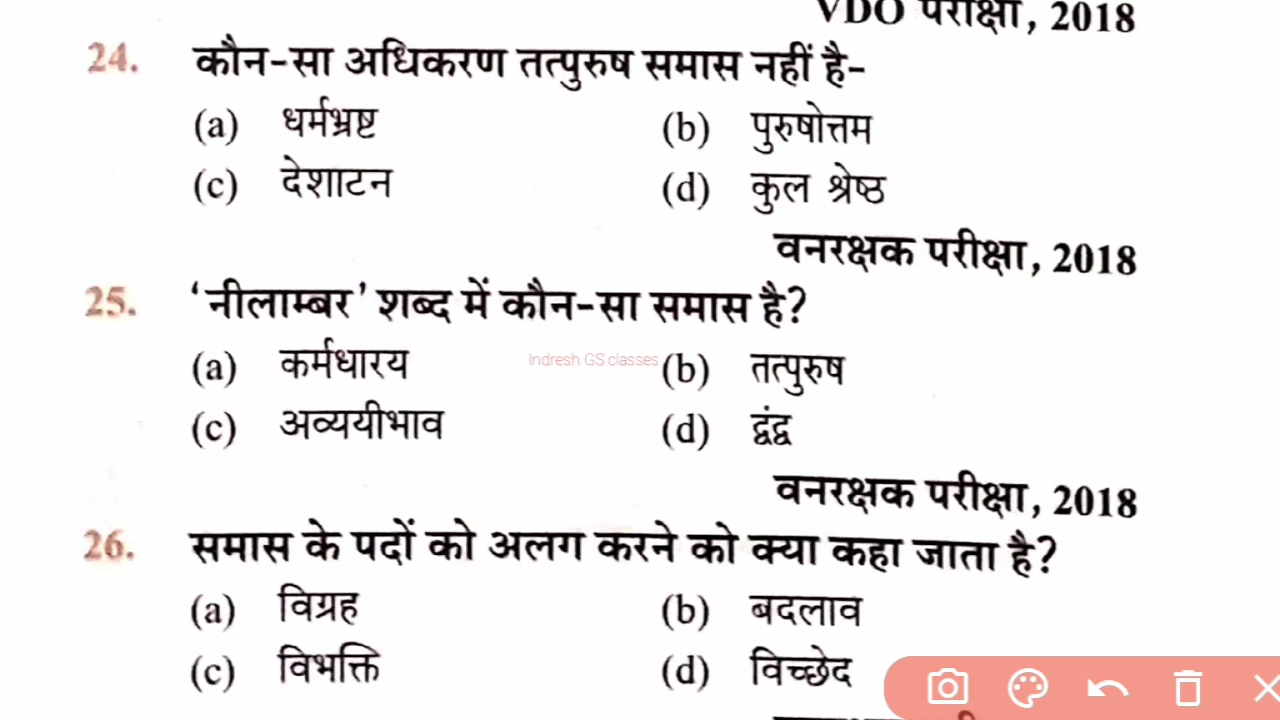 VDO परीक्षा, 2018
24. कौन-सा अधिकरण तत्पुरुष समास नहीं है-
(a) धर्मभ्रष्ट (b) पुरुषोत्तम
(c) देशाटन (d) कुल श्रेष्ठ
वनरक्षक परीक्षा, 2018
25. ‘नीलाम्बर’ शब्द में कौन-सा समास है?
(a) कर्मधारय Indresh GS classes (b) तत्पुरुष
(c) अव्ययीभाव (d) द्वंद्व
वनरक्षक परीक्षा, 2018
26. समास के पदों को अलग करने को क्या कहा जाता है?
(a) विग्रह (b) बदलाव
(c) विभक्ति (d) विच्छेद